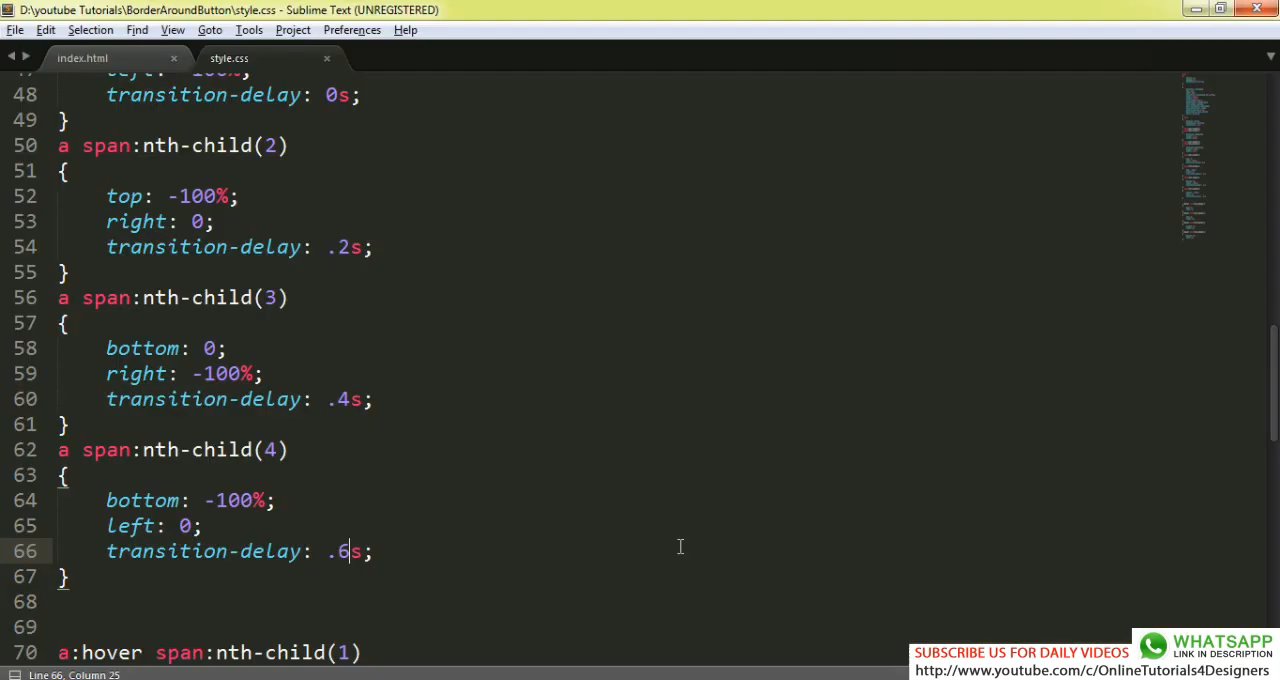 D:\youtube Tutorials\BorderAroundButton\style.css - Sublime Text (UNREGISTERED)
File Edit Selection Find View Goto Tools Project Preferences Help
index.html × style.css ×
47 left: -100%;
48 transition-delay: 0s;
49 }
50 a span:nth-child(2)
51 {
52 top: -100%;
53 right: 0;
54 transition-delay: .2s;
55 }
56 a span:nth-child(3)
57 {
58 bottom: 0;
59 right: -100%;
60 transition-delay: .4s;
61 }
62 a span:nth-child(4)
63 {
64 bottom: -100%;
65 left: 0;
66 transition-delay: .6s;
67 }
68
69
70 a:hover span:nth-child(1)
WHATSAPP
LINK IN DESCRIPTION
SUBSCRIBE US FOR DAILY VIDEOS
http://www.youtube.com/c/OnlineTutorials4Designers
Line 66, Column 25